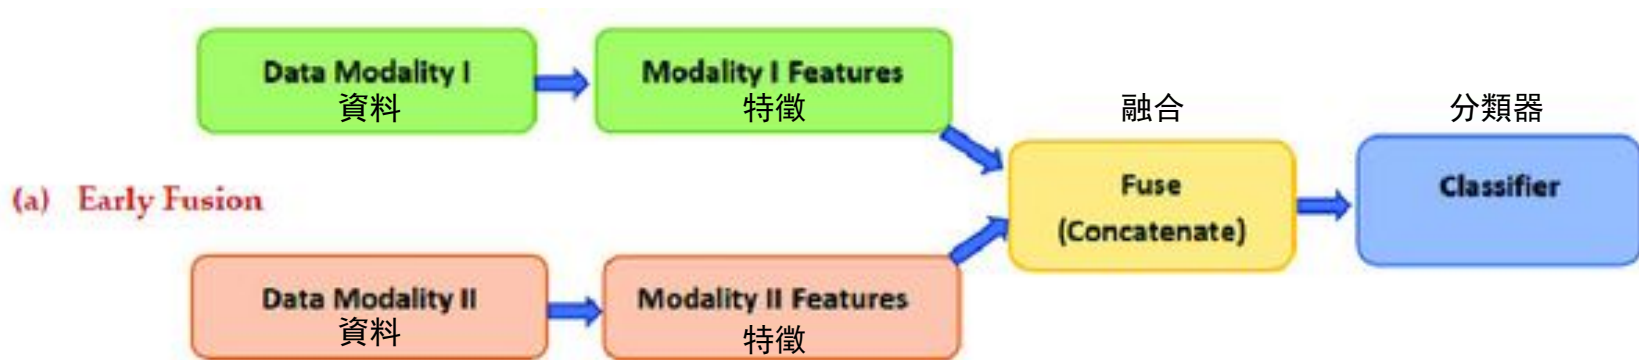 Data Modality I
資料
Modality I Features
特徵
融合
分類器
(a) Early Fusion
Fuse
(Concatenate)
Classifier
Data Modality II
資料
Modality II Features
特徵